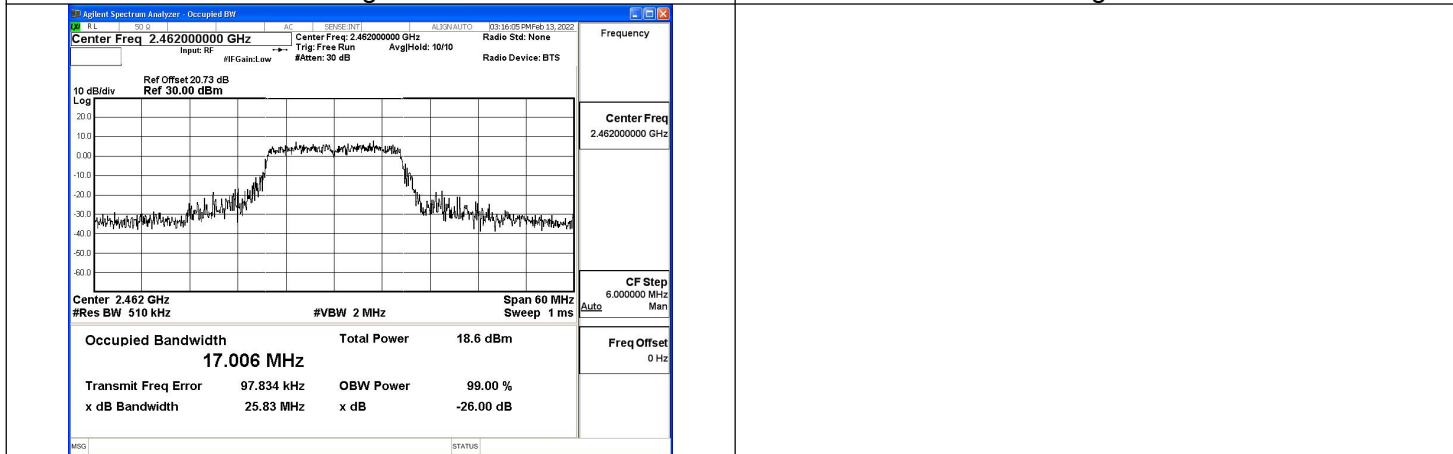 Agilent Spectrum Analyzer - Occupied BW
RL 50 Ω AC SENSE:INT ALIGNAUTO 03:16:05 PMFeb 13, 2022
Center Freq 2.462000000 GHz
Input: RF
#IFGain:Low
Center Freq: 2.462000000 GHz
Trig: Free Run Avg|Hold: 10/10
#Atten: 30 dB
Radio Std: None
Radio Device: BTS
Frequency
Ref Offset 20.73 dB
10 dB/div Ref 30.00 dBm
Log
20.0
10.0
0.00
-10.0
-20.0
-30.0
-40.0
-50.0
-60.0
Center Freq
2.462000000 GHz
Center 2.462 GHz Span 60 MHz
#Res BW 510 kHz #VBW 2 MHz Sweep 1 ms
CF Step
6.000000 MHz
Auto Man
Occupied Bandwidth Total Power 18.6 dBm
17.006 MHz
Transmit Freq Error 97.834 kHz OBW Power 99.00 %
x dB Bandwidth 25.83 MHz x dB -26.00 dB
Freq Offset
0 Hz
MSG STATUS